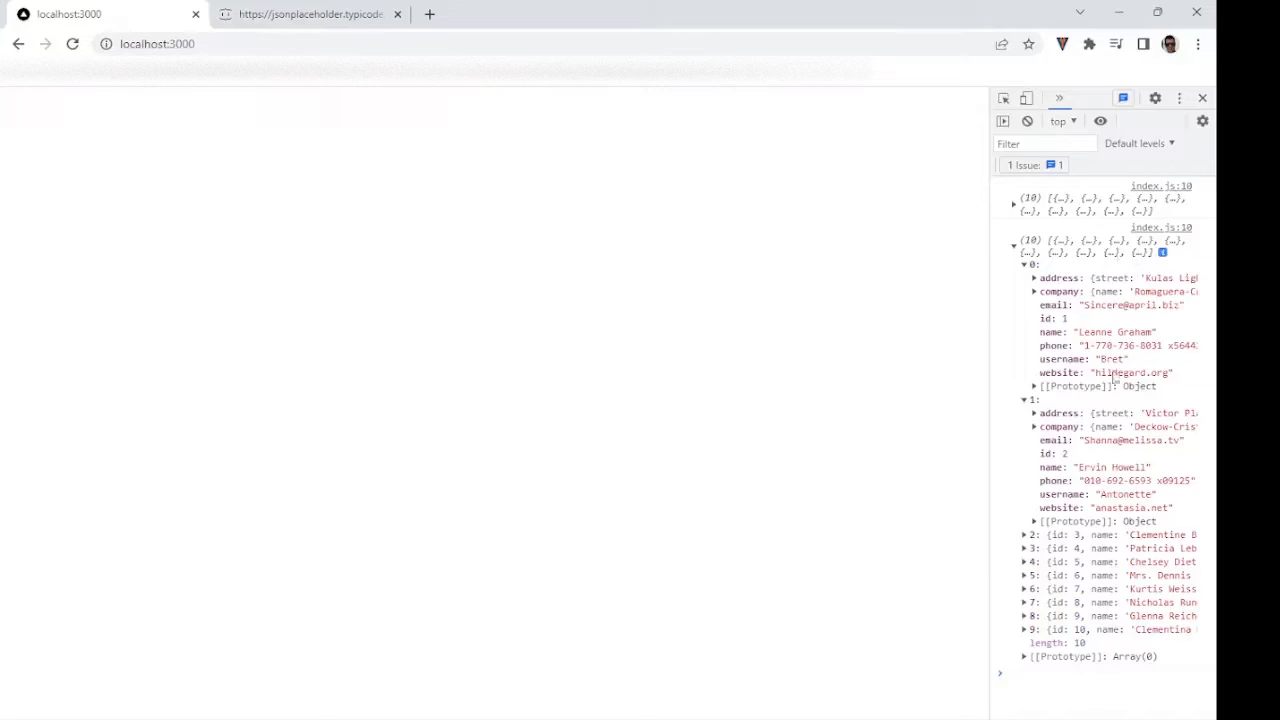 localhost:3000
https://jsonplaceholder.typicode.
localhost:3000
top
Filter
Default levels
1 Issue: 1
index.js:10
(10) [{…}, {…}, {…}, {…}, {…},
{…}, {…}, {…}, {…}, {…}]
index.js:10
(10) [{…}, {…}, {…}, {…}, {…},
{…}, {…}, {…}, {…}, {…}] i
0:
address: {street: 'Kulas Lig
company: {name: 'Romaguera-C
email: "Sincere@april.biz"
id: 1
name: "Leanne Graham"
phone: "1-770-736-8031 x5644
username: "Bret"
website: "hildegard.org"
[[Prototype]]: Object
1:
address: {street: 'Victor Pl
company: {name: 'Deckow-Cris
email: "Shanna@melissa.tv"
id: 2
name: "Ervin Howell"
phone: "010-692-6593 x09125"
username: "Antonette"
website: "anastasia.net"
[[Prototype]]: Object
2: {id: 3, name: 'Clementine B
3: {id: 4, name: 'Patricia Leb
4: {id: 5, name: 'Chelsey Diet
5: {id: 6, name: 'Mrs. Dennis
6: {id: 7, name: 'Kurtis Weiss
7: {id: 8, name: 'Nicholas Run
8: {id: 9, name: 'Glenna Reich
9: {id: 10, name: 'Clementina
length: 10
[[Prototype]]: Array(0)